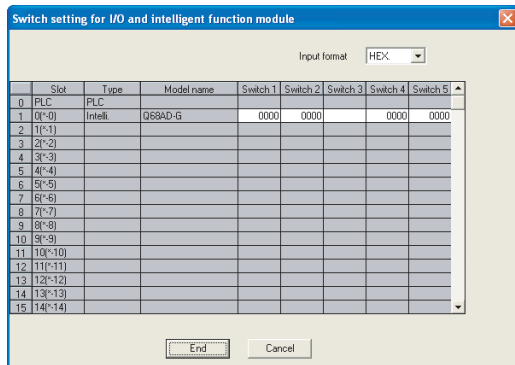 Switch setting for I/O and intelligent function module
Input format HEX.
Slot Type Model name Switch 1 Switch 2 Switch 3 Switch 4 Switch 5
0 PLC PLC
1 0(*-0) Intelli. Q68AD-G 0000 0000 0000 0000
2 1(*-1)
3 2(*-2)
4 3(*-3)
5 4(*-4)
6 5(*-5)
7 6(*-6)
8 7(*-7)
9 8(*-8)
10 9(*-9)
11 10(*-10)
12 11(*-11)
13 12(*-12)
14 13(*-13)
15 14(*-14)
End Cancel